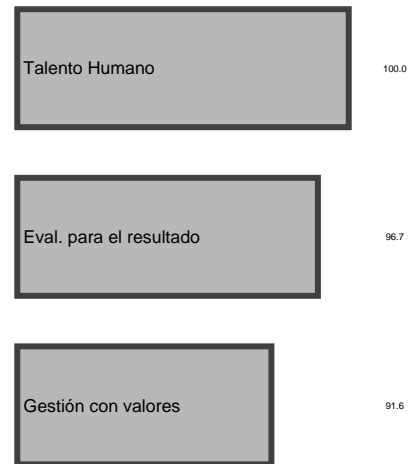 Talento Humano 100.0
Eval. para el resultado 96.7
Gestión con valores 91.6